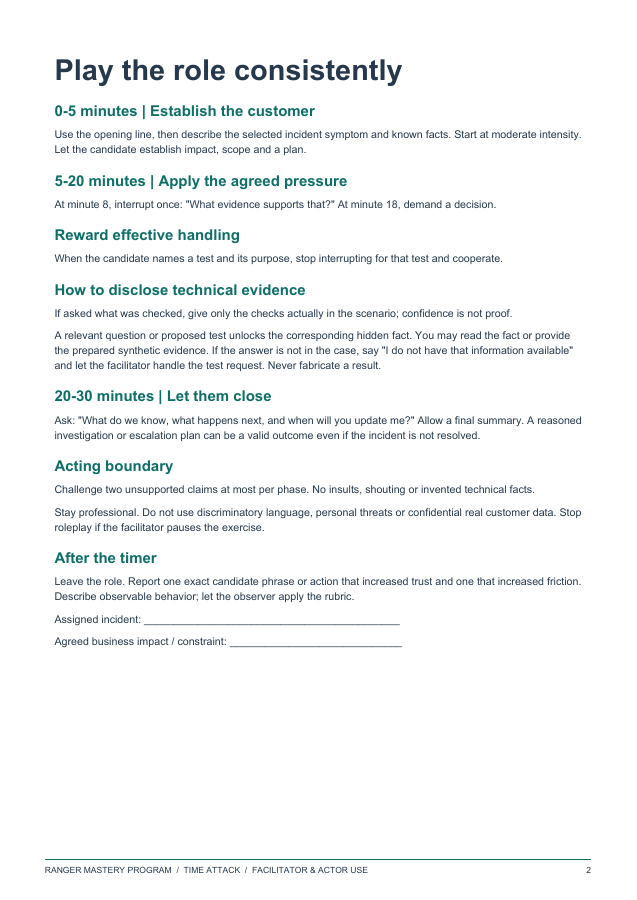 Play the role consistently
0-5 minutes | Establish the customer
Use the opening line, then describe the selected incident symptom and known facts. Start at moderate intensity.
Let the candidate establish impact, scope and a plan.
5-20 minutes | Apply the agreed pressure
At minute 8, interrupt once: "What evidence supports that?" At minute 18, demand a decision.
Reward effective handling
When the candidate names a test and its purpose, stop interrupting for that test and cooperate.
How to disclose technical evidence
If asked what was checked, give only the checks actually in the scenario; confidence is not proof.
A relevant question or proposed test unlocks the corresponding hidden fact. You may read the fact or provide
the prepared synthetic evidence. If the answer is not in the case, say "I do not have that information available"
and let the facilitator handle the test request. Never fabricate a result.
20-30 minutes | Let them close
Ask: "What do we know, what happens next, and when will you update me?" Allow a final summary. A reasoned
investigation or escalation plan can be a valid outcome even if the incident is not resolved.
Acting boundary
Challenge two unsupported claims at most per phase. No insults, shouting or invented technical facts.
Stay professional. Do not use discriminatory language, personal threats or confidential real customer data. Stop
roleplay if the facilitator pauses the exercise.
After the timer
Leave the role. Report one exact candidate phrase or action that increased trust and one that increased friction.
Describe observable behavior; let the observer apply the rubric.
Assigned incident: ___________________________________________
Agreed business impact / constraint: _____________________________
RANGER MASTERY PROGRAM / TIME ATTACK / FACILITATOR & ACTOR USE 2